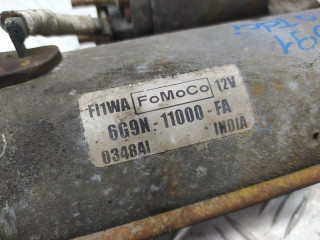 FI1WA FoMoCo 12V
6G9N-11000-FA
03484I INDIA